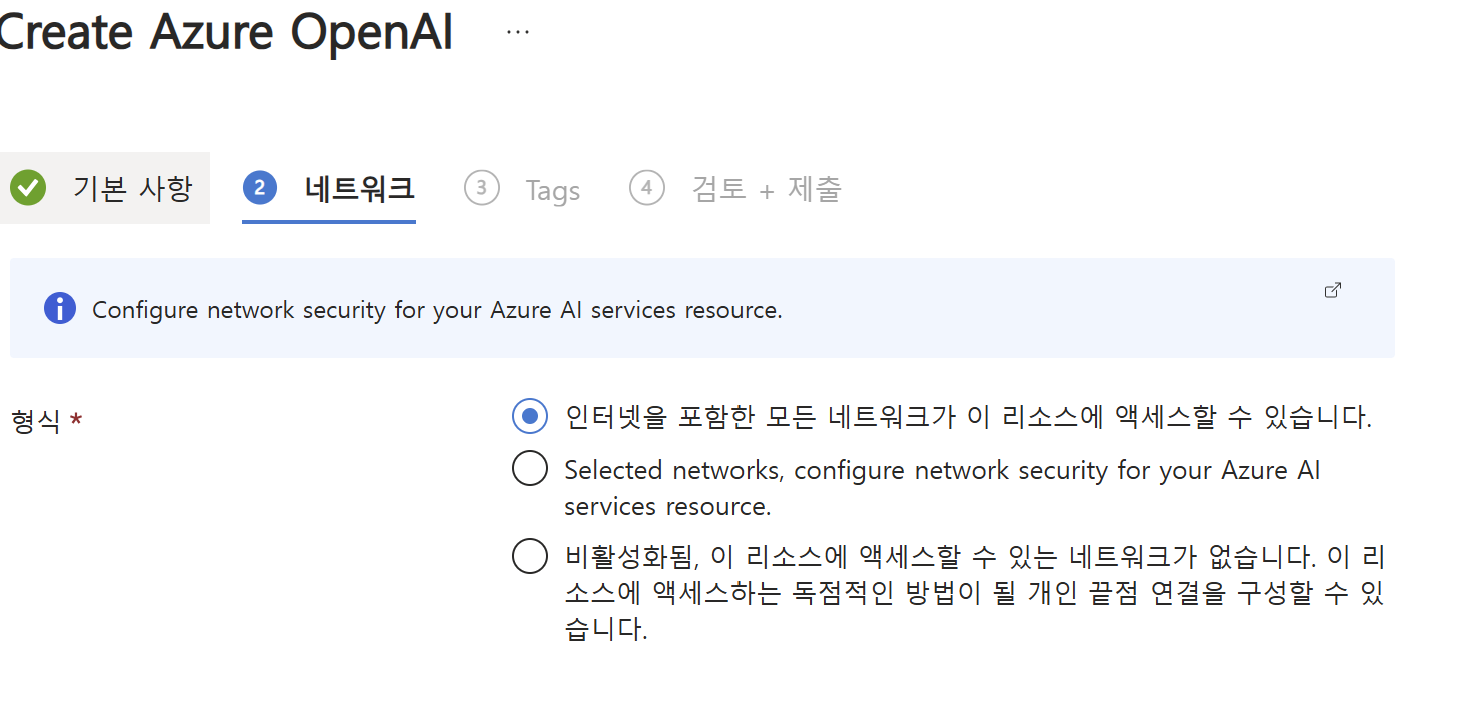 Create Azure OpenAI ...
기본 사항 2 네트워크 3 Tags 4 검토 + 제출
Configure network security for your Azure AI services resource.
형식 * 인터넷을 포함한 모든 네트워크가 이 리소스에 액세스할 수 있습니다.
Selected networks, configure network security for your Azure AI
services resource.
비활성화됨, 이 리소스에 액세스할 수 있는 네트워크가 없습니다. 이 리
소스에 액세스하는 독점적인 방법이 될 개인 끝점 연결을 구성할 수 있
습니다.